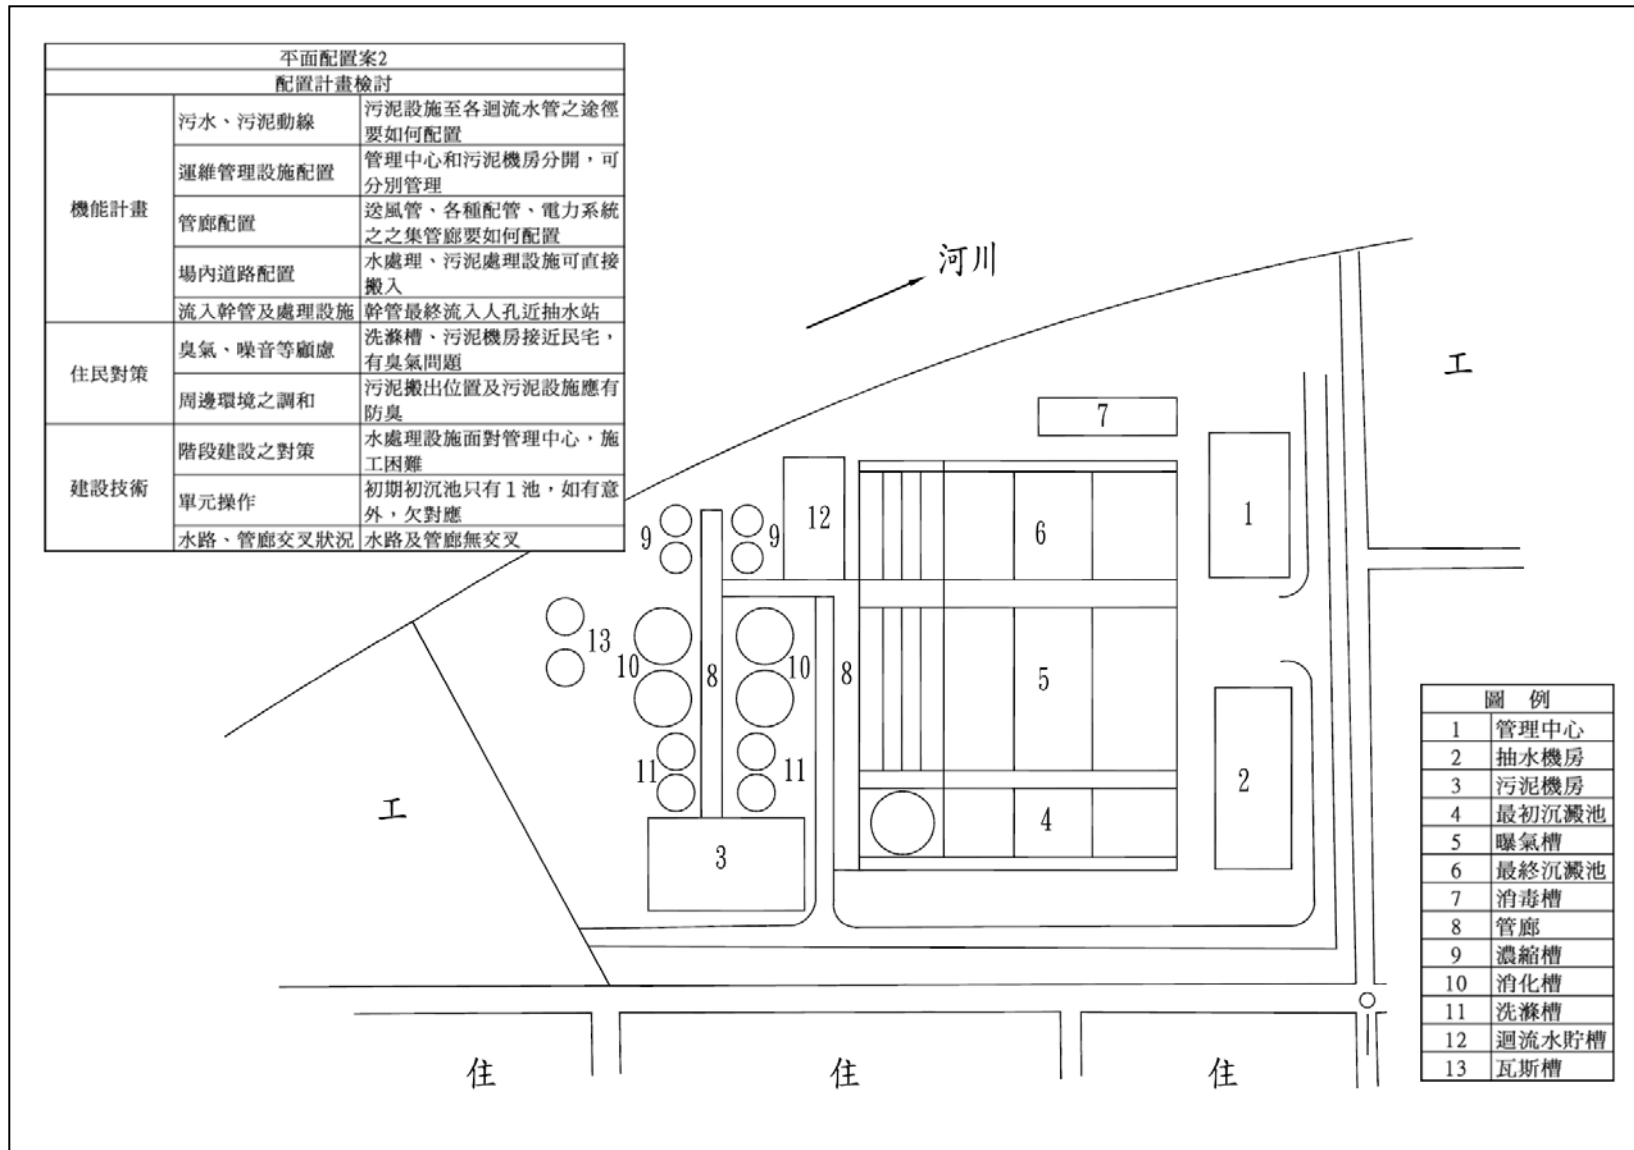 平面配置案2
配置計畫檢討
機能計畫
污水、污泥動線
污泥設施至各迴流水管之途徑
要如何配置
運維管理設施配置
管理中心和污泥機房分開，可
分別管理
管廊配置
送風管、各種配管、電力系統
之之集管廊要如何配置
場內道路配置
水處理、污泥處理設施可直接
搬入
流入幹管及處理設施
幹管最終流入人孔近抽水站
住民對策
臭氣、噪音等顧慮
洗滌槽、污泥機房接近民宅，
有臭氣問題
周邊環境之調和
污泥搬出位置及污泥設施應有
防臭
建設技術
階段建設之對策
水處理設施面對管理中心，施
工困難
單元操作
初期初沉池只有1池，如有意
外，欠對應
水路、管廊交叉狀況
水路及管廊無交叉
河川
工
7
12
6
1
9
9
13
10
10
8
8
5
11
11
2
4
3
工
住
住
住
圖 例
1 管理中心
2 抽水機房
3 污泥機房
4 最初沉澱池
5 曝氣槽
6 最終沉澱池
7 消毒槽
8 管廊
9 濃縮槽
10 消化槽
11 洗滌槽
12 迴流水貯槽
13 瓦斯槽